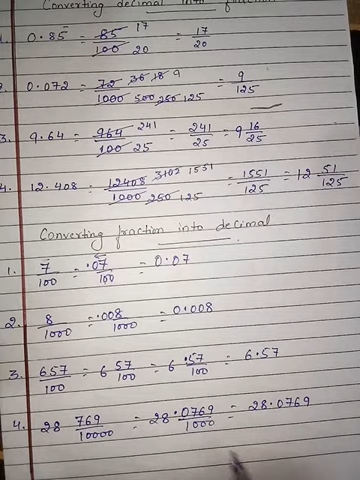 Converting decimal into fraction
1. 0.85 = 85/100 17/20 = 17/20
2. 0.072 = 72/1000 36/500 18/250 9/125 = 9/125
3. 9.64 = 964/100 241/25 = 241/25 = 9 16/25
4. 12.408 = 12408/1000 3102/250 1551/125 = 1551/125 = 12 51/125
Converting fraction into decimal
1. 7/100 = .07/100 = 0.07
2. 8/1000 = .008/1000 = 0.008
3. 657/100 = 6 57/100 = 6 .57/100 = 6.57
4. 28 769/10000 = 28 .0769/1000 = 28.0769